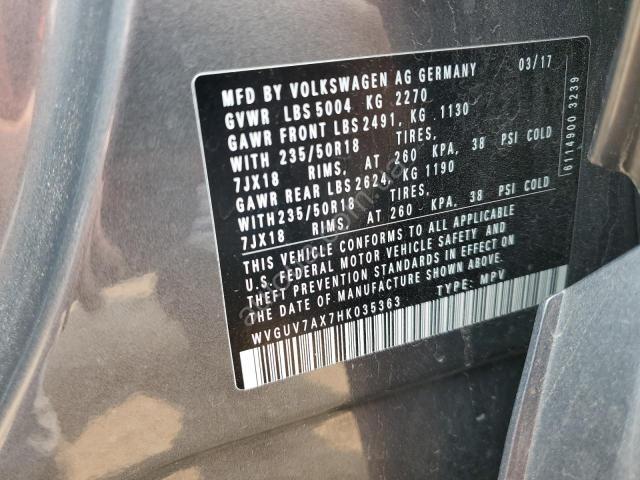 MFD BY VOLKSWAGEN AG GERMANY 03/17
GVWR LBS 5004 KG 2270
GAWR FRONT LBS 2491, KG 1130
WITH 235/50R18 TIRES,
7JX18 RIMS, AT 260 KPA, 38 PSI COLD
GAWR REAR LBS 2624, KG 1190
WITH 235/50R18 TIRES,
7JX18 RIMS, AT 260 KPA, 38 PSI COLD
THIS VEHICLE CONFORMS TO ALL APPLICABLE
U.S. FEDERAL MOTOR VEHICLE SAFETY AND
THEFT PREVENTION STANDARDS IN EFFECT ON
THE DATE OF MANUFACTURE SHOWN ABOVE.
WVGUV7AX7HK035363 TYPE: MPV
6114900 3239